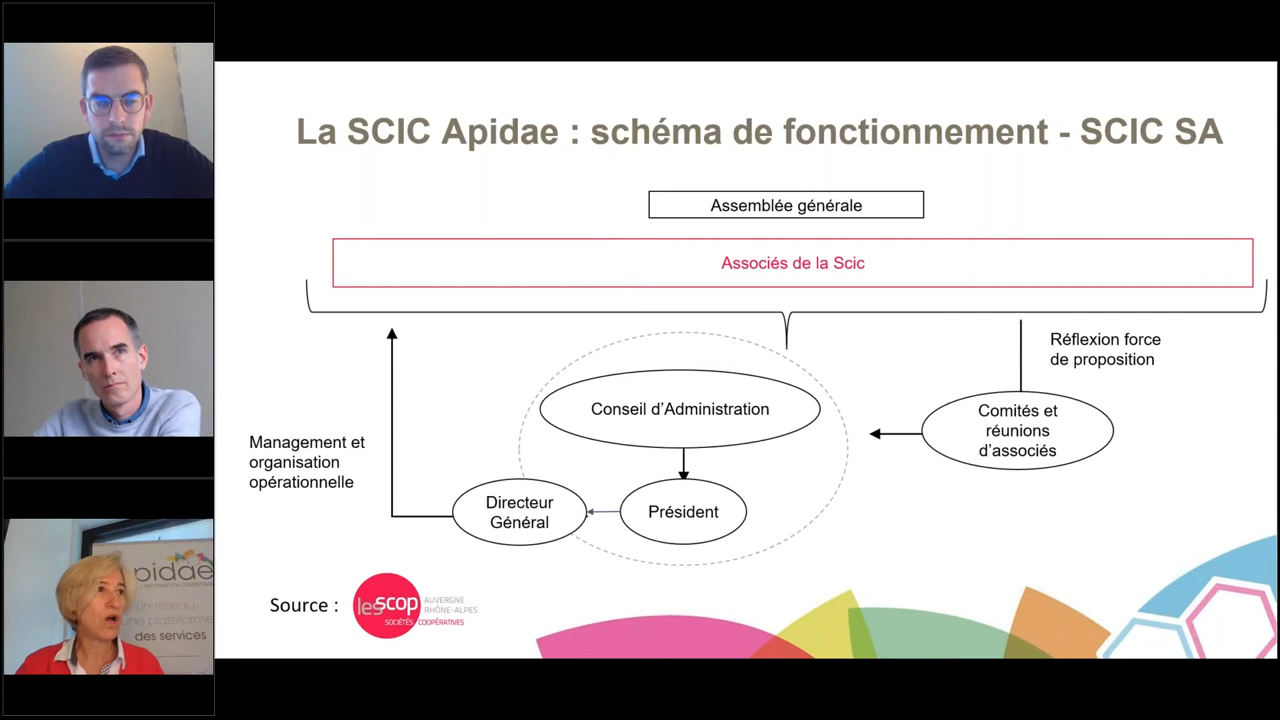 La SCIC Apidae : schéma de fonctionnement - SCIC SA
Assemblée générale
Associés de la Scic
Réflexion force
de proposition
Conseil d’Administration
Comités et
réunions
d’associés
Management et
organisation
opérationnelle
Directeur
Général
Président
Source :
lesscop
AUVERGNE
RHÔNE-ALPES
SOCIÉTÉS COOPÉRATIVES
pidae
Un réseau,
une plateforme
des services